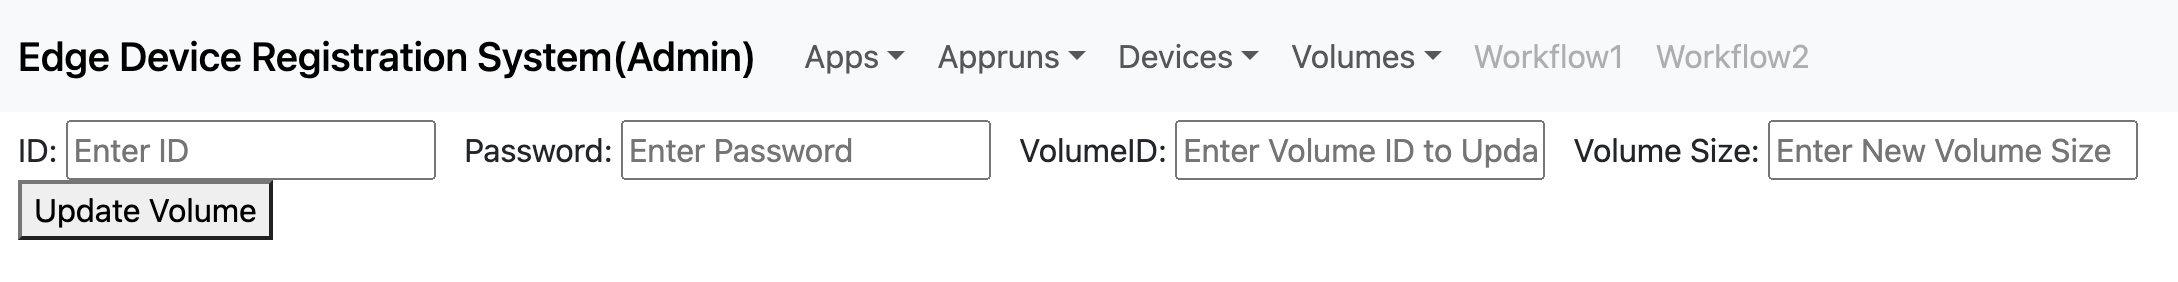 Edge Device Registration System(Admin) Apps Appruns Devices Volumes Workflow1 Workflow2
ID: Enter ID Password: Enter Password VolumeID: Enter Volume ID to Upda Volume Size: Enter New Volume Size
Update Volume